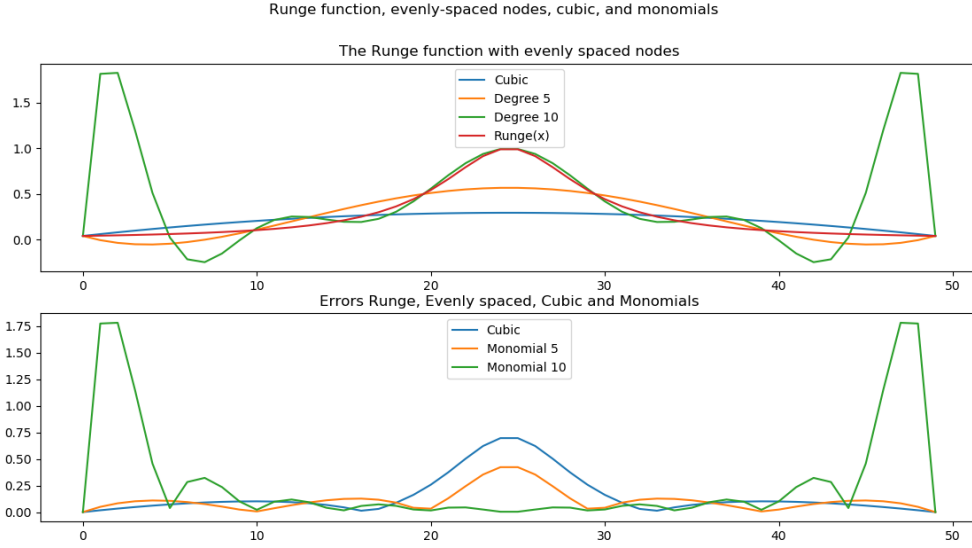 Runge function, evenly-spaced nodes, cubic, and monomials
The Runge function with evenly spaced nodes
Cubic
Degree 5
Degree 10
Runge(x)
1.5
1.0
0.5
0.0
0 10 20 30 40 50
Errors Runge, Evenly spaced, Cubic and Monomials
Cubic
Monomial 5
Monomial 10
1.75
1.50
1.25
1.00
0.75
0.50
0.25
0.00
0 10 20 30 40 50